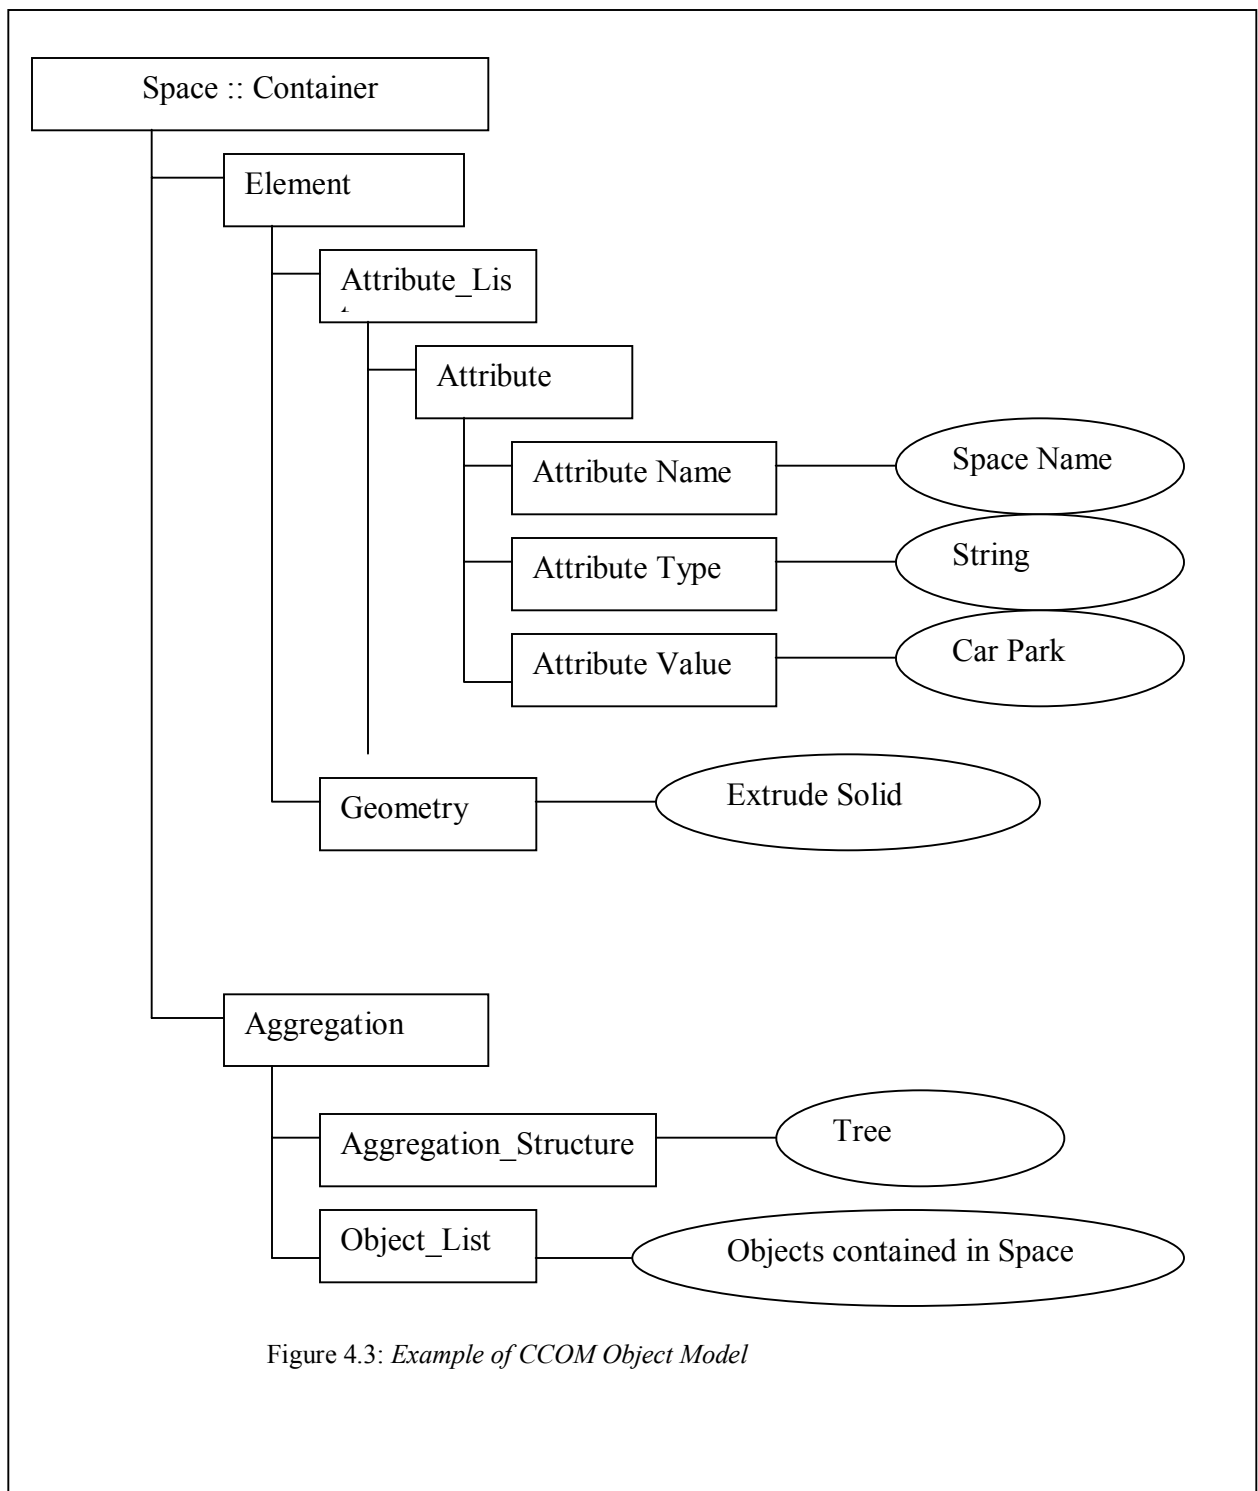 Space :: Container
Element
Attribute_Lis
Attribute
Attribute Name
Space Name
Attribute Type
String
Attribute Value
Car Park
Geometry
Extrude Solid
Aggregation
Aggregation_Structure
Tree
Object_List
Objects contained in Space
Figure 4.3: Example of CCOM Object Model